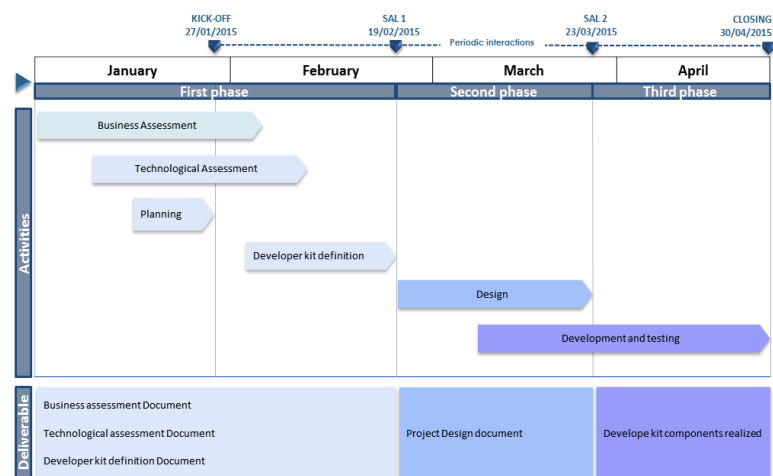 KICK-OFF
27/01/2015
SAL 1
19/02/2015
Periodic interactions
SAL 2
23/03/2015
CLOSING
30/04/2015
January
February
March
April
First phase
Second phase
Third phase
Activities
Business Assessment
Technological Assessment
Planning
Developer kit definition
Design
Development and testing
Deliverable
Business assessment Document
Technological assessment Document
Developer kit definition Document
Project Design document
Develope kit components realized